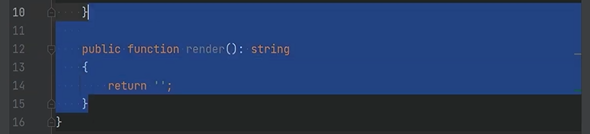 10 }
11
12 public function render(): string
13 {
14 return '';
15 }
16 }